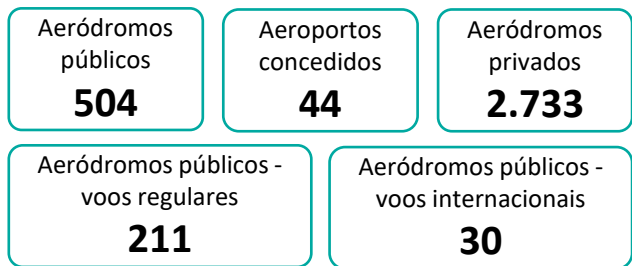 Aeródromos
públicos
504
Aeroportos
concedidos
44
Aeródromos
privados
2.733
Aeródromos públicos -
voos regulares
211
Aeródromos públicos -
voos internacionais
30